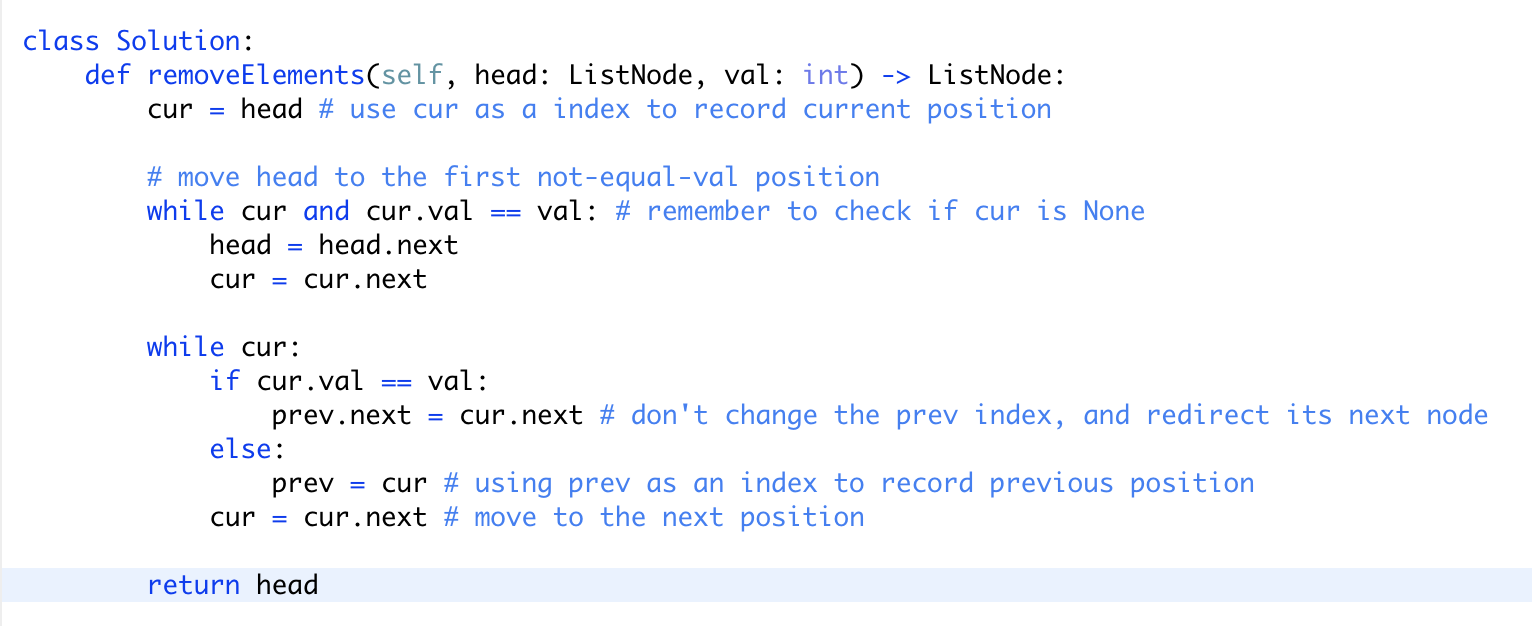 class Solution:
    def removeElements(self, head: ListNode, val: int) -> ListNode:
        cur = head # use cur as a index to record current position
        # move head to the first not-equal-val position
        while cur and cur.val == val: # remember to check if cur is None
            head = head.next
            cur = cur.next
        while cur:
            if cur.val == val:
                prev.next = cur.next # don't change the prev index, and redirect its next node
            else:
                prev = cur # using prev as an index to record previous position
            cur = cur.next # move to the next position
        return head